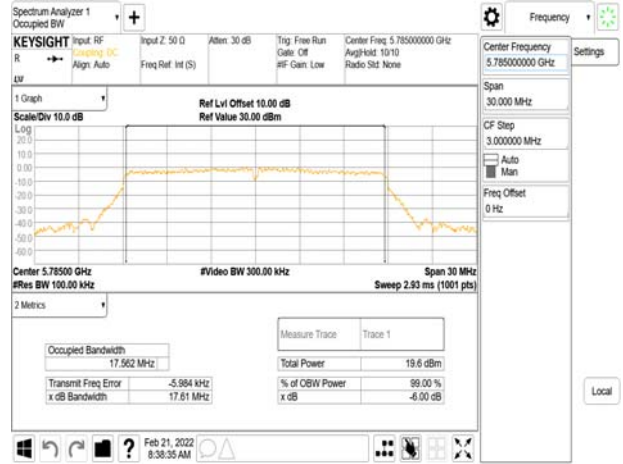 Spectrum Analyzer 1
Occupied BW
+
Frequency
KEYSIGHT Input: RF Input Z: 50 Ω Atten: 30 dB Trig: Free Run Center Freq: 5.785000000 GHz
Coupling: DC Gate: Off Avg|Hold: 10/10
R Align: Auto Freq Ref: Int (S) #IF Gain: Low Radio Std: None
Center Frequency
5.785000000 GHz
Settings
Span
30.000 MHz
CF Step
3.000000 MHz
Auto
Man
Freq Offset
0 Hz
1 Graph
Ref Lvl Offset 10.00 dB
Scale/Div 10.0 dB Ref Value 30.00 dBm
Log
20.0
10.0
0.00
-10.0
-20.0
-30.0
-40.0
-50.0
-60.0
Center 5.78500 GHz #Video BW 300.00 kHz Span 30 MHz
#Res BW 100.00 kHz Sweep 2.93 ms (1001 pts)
2 Metrics
Measure Trace Trace 1
Occupied Bandwidth
17.562 MHz
Total Power 19.6 dBm
Transmit Freq Error -5.984 kHz % of OBW Power 99.00 %
x dB Bandwidth 17.61 MHz x dB -6.00 dB
Local
? Feb 21, 2022
8:38:35 AM